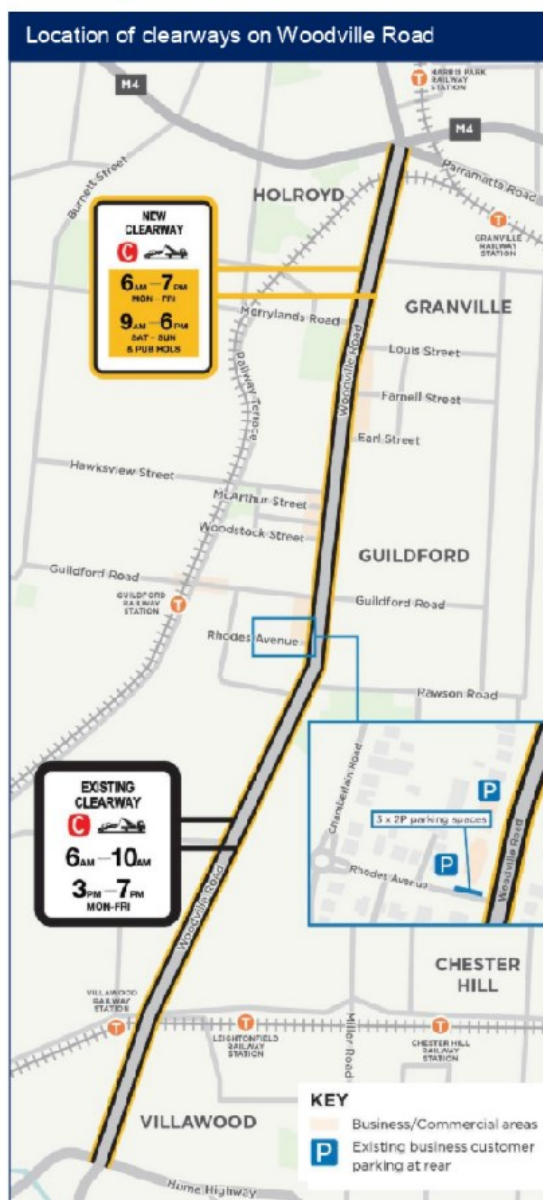 Location of clearways on Woodville Road
HARRIS PARK
RAILWAY
STATION
M4
M4
Parramatta Road
Burnett Street
HOLROYD
GRANVILLE
RAILWAY
STATION
NEW
CLEARWAY
C
6AM – 7PM
MON – FRI
9AM – 6PM
SAT – SUN
& PUB HOLS
GRANVILLE
Merrylands Road
Woodville Road
Louis Street
Railway Terrace
Farnell Street
Earl Street
Hawksview Street
McArthur Street
Woodstock Street
GUILDFORD
Guildford Road
GUILDFORD
RAILWAY
STATION
Guildford Road
Rhodes Avenue
Rawson Road
EXISTING
CLEARWAY
C
6AM – 10AM
3PM – 7PM
MON-FRI
Chamberlain Road
P
3 x 2P parking spaces
P
Rhodes Avenue
Woodville Road
Woodville Road
CHESTER
HILL
VILLAWOOD
RAILWAY
STATION
T
T
LEIGHTONFIELD
RAILWAY
STATION
Miller Road
T
CHESTER HILL
RAILWAY
STATION
VILLAWOOD
Hume Highway
KEY
Business/Commercial areas
P Existing business customer
parking at rear